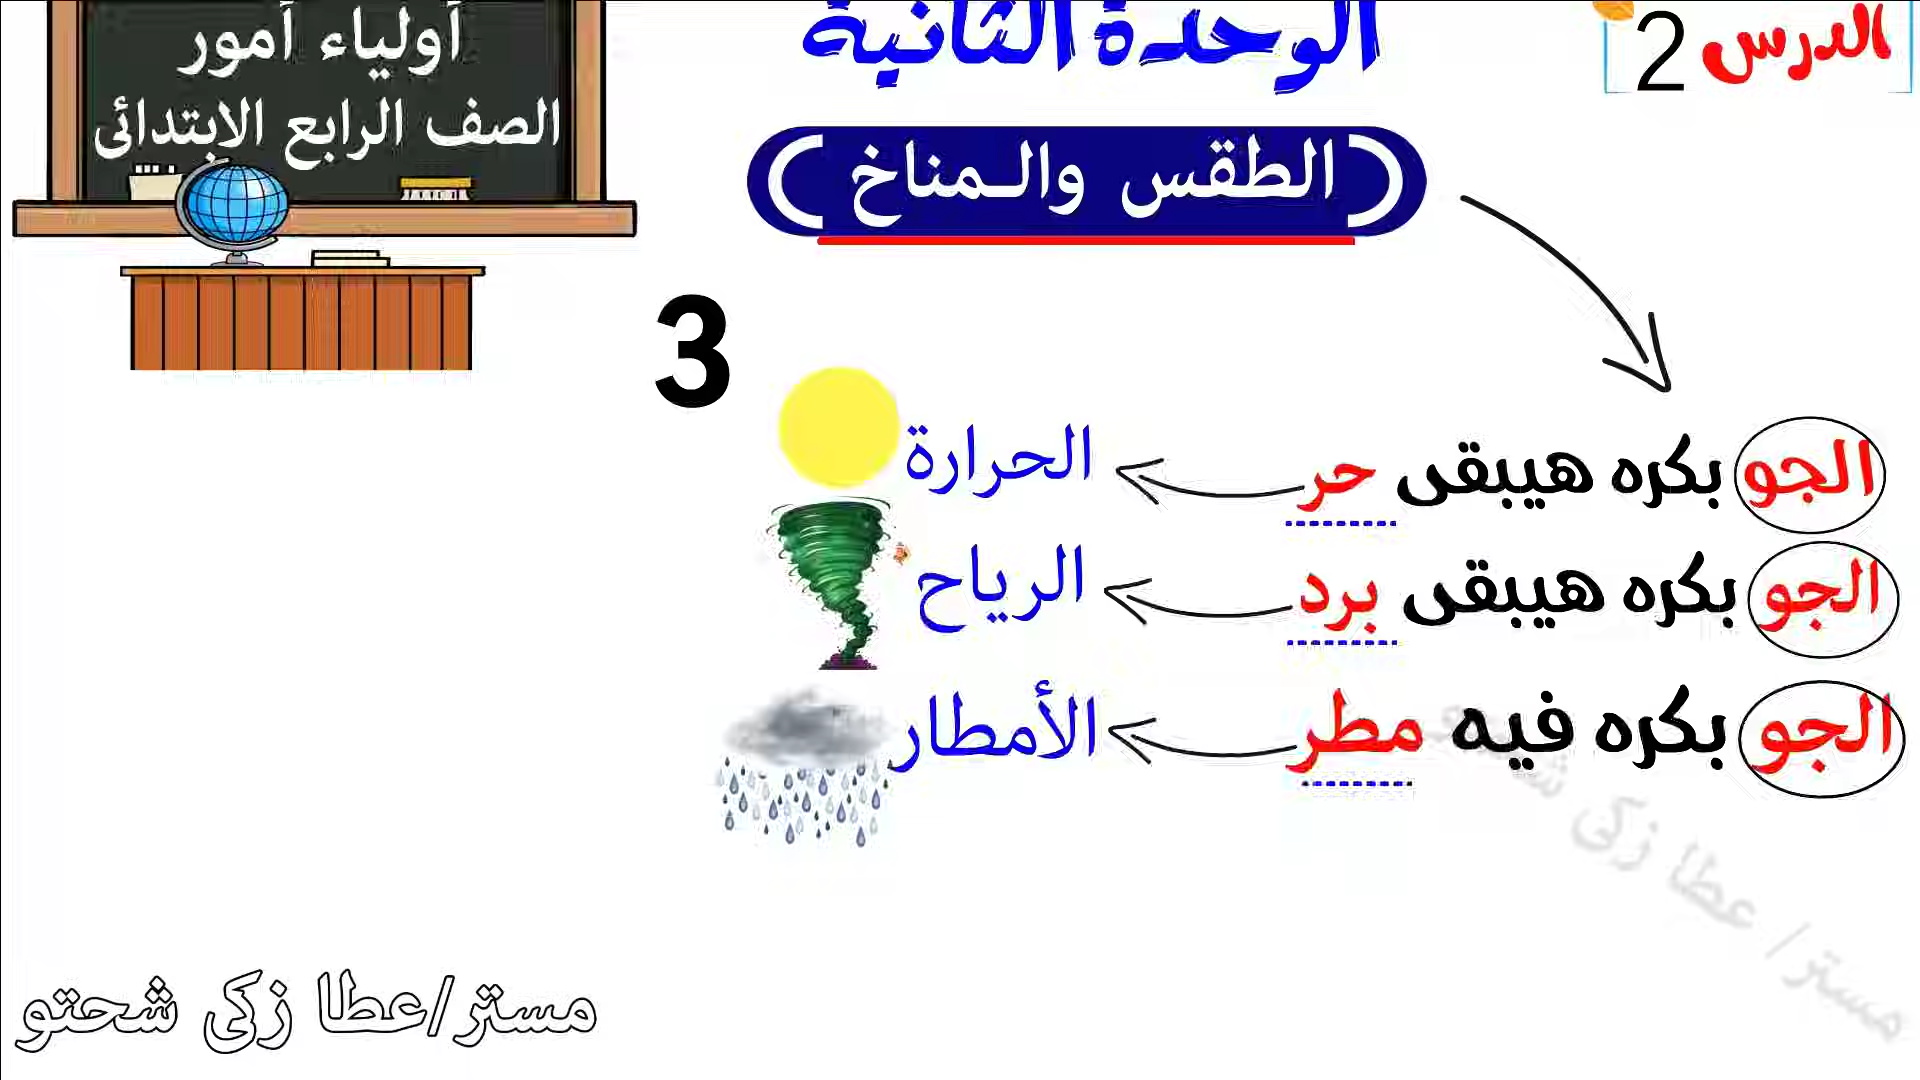 الدرس 2
الوحدة الثانية
أولياء أمور
الصف الرابع الابتدائى
(الطقس والـمناخ)
3
الجو بكره هيبقى حر الحرارة
الجو بكره هيبقى برد الرياح
الجو بكره فيه مطر الأمطار
مستر/ عطا زكى شحتو
مستر/عطا زكى شحتو